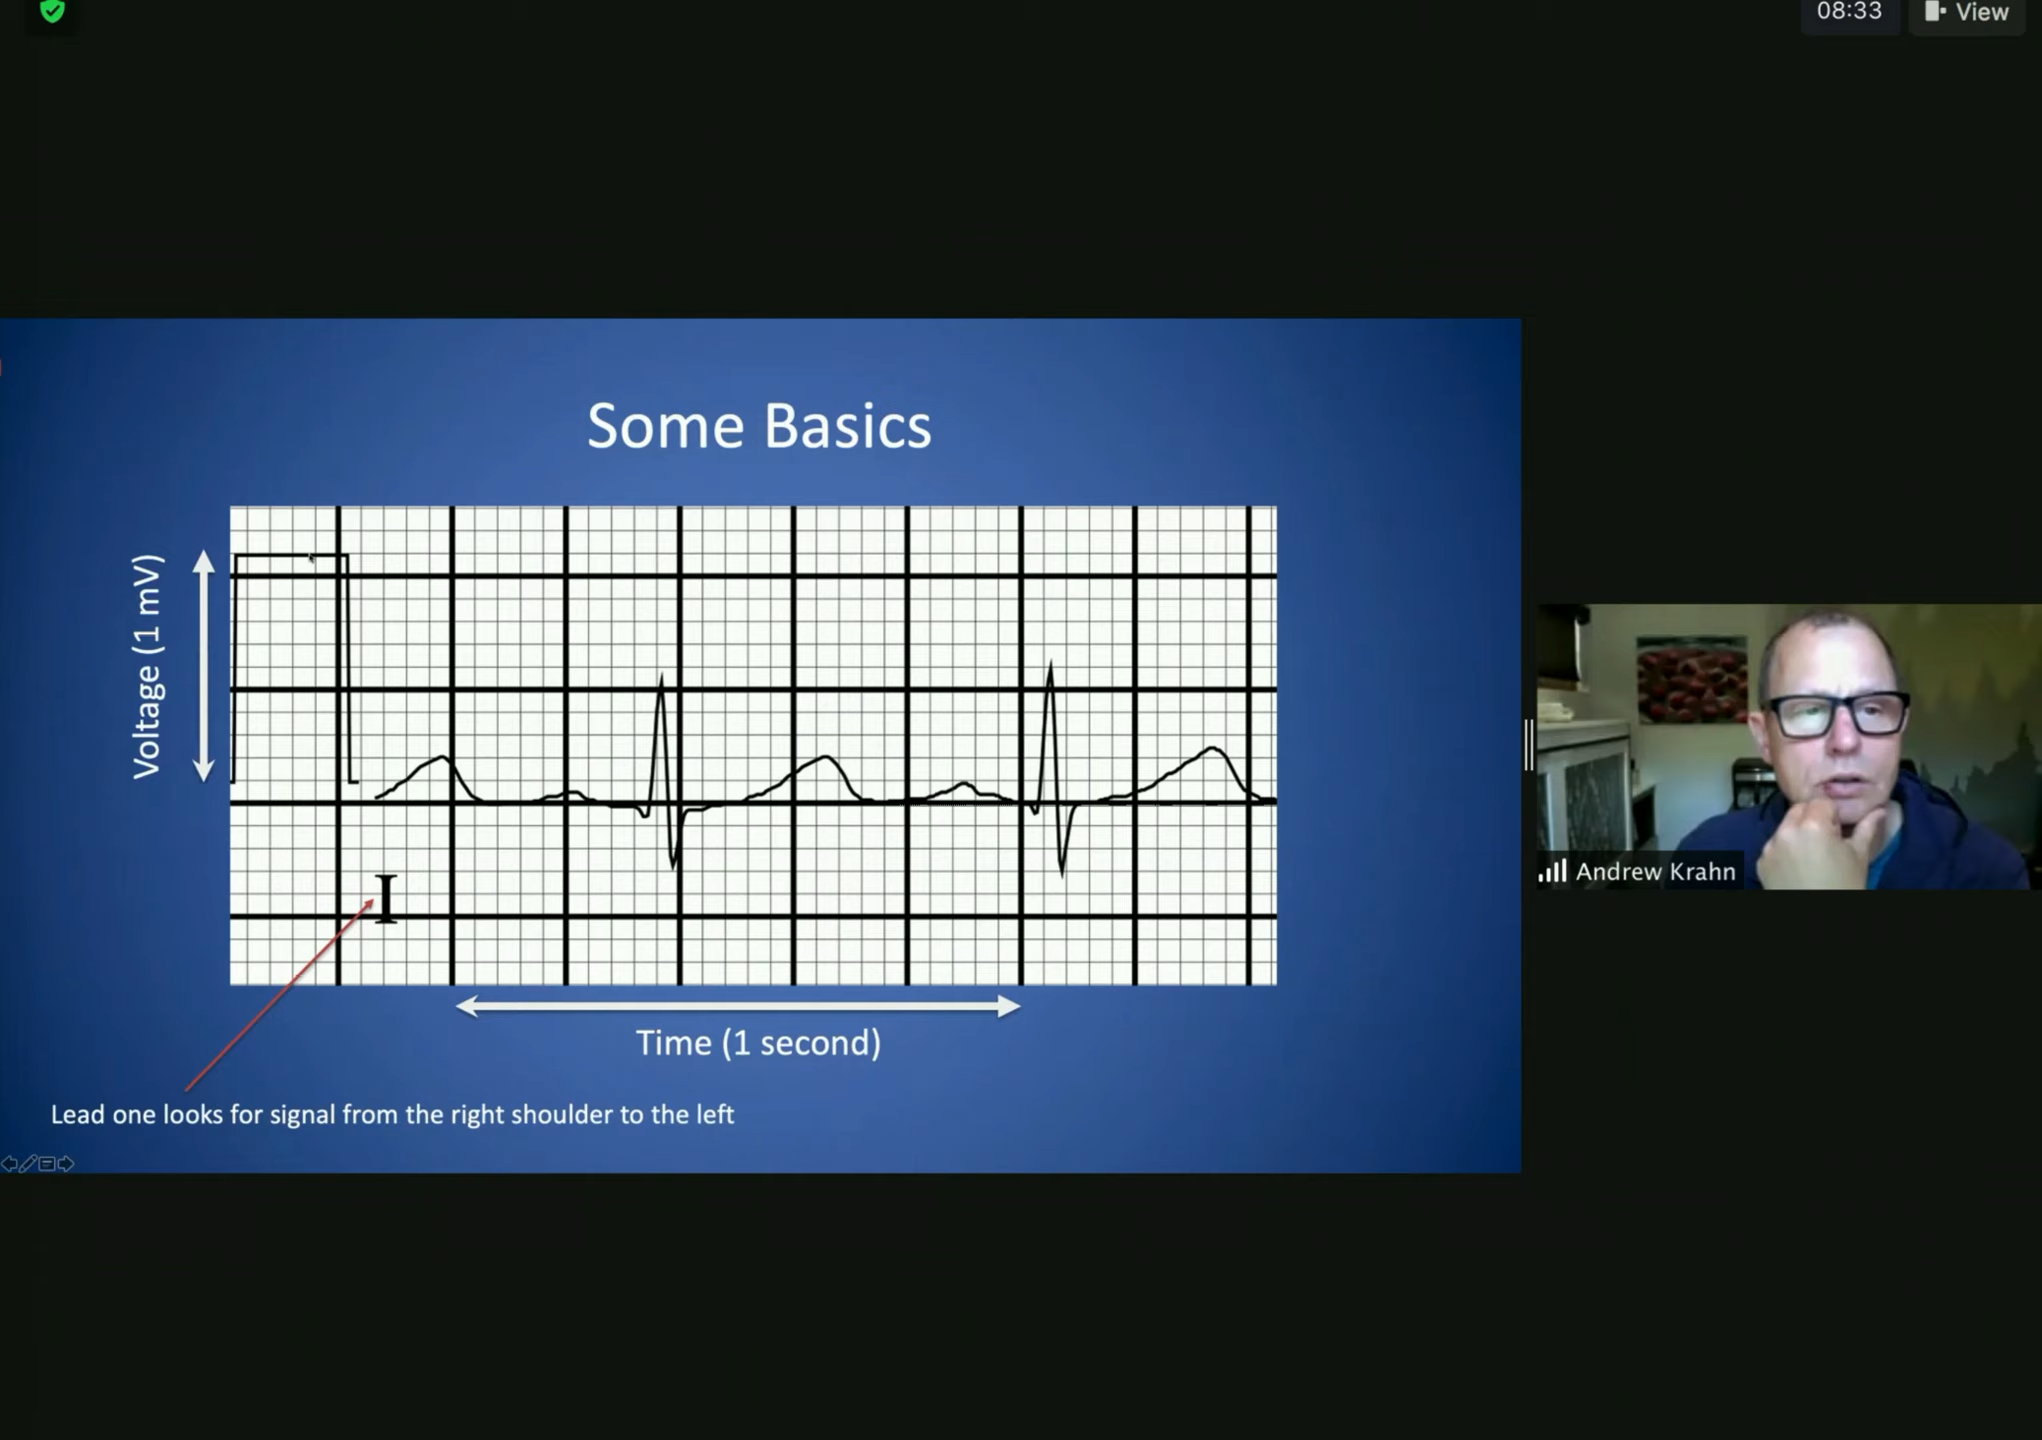 08:33
View
Some Basics
Voltage (1 mV)
I
Time (1 second)
Lead one looks for signal from the right shoulder to the left
Andrew Krahn